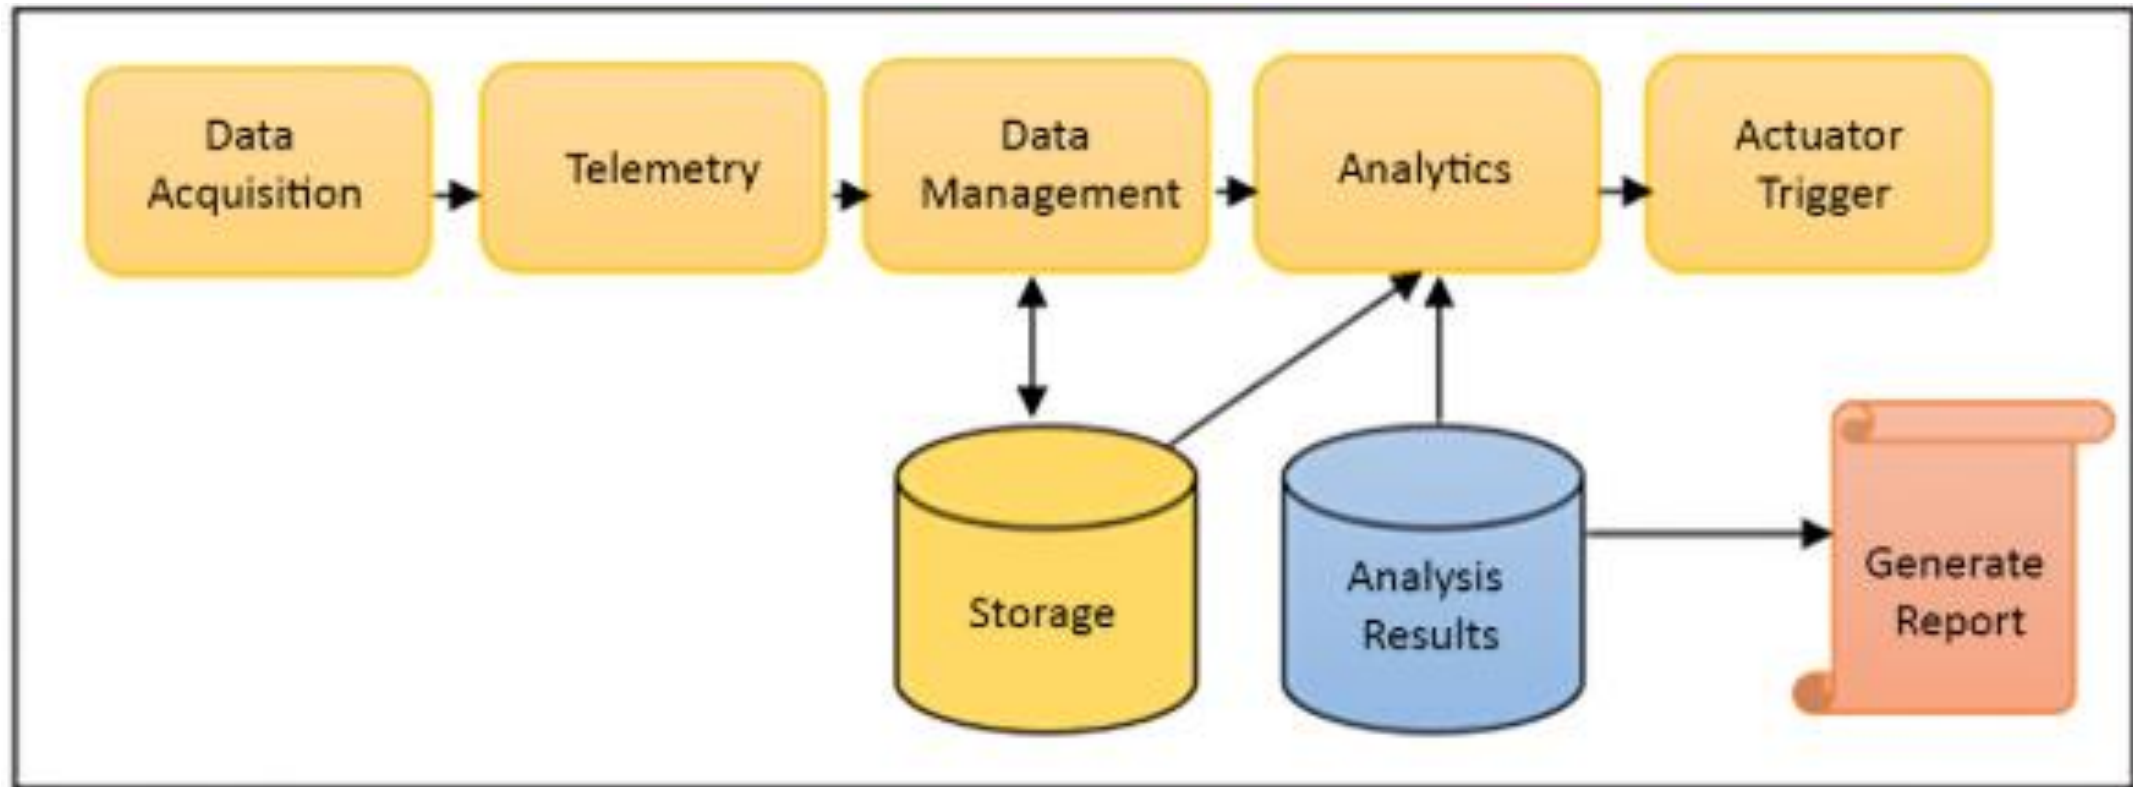 Data
Acquisition
Telemetry
Data
Management
Analytics
Actuator
Trigger
Storage
Analysis
Results
Generate
Report